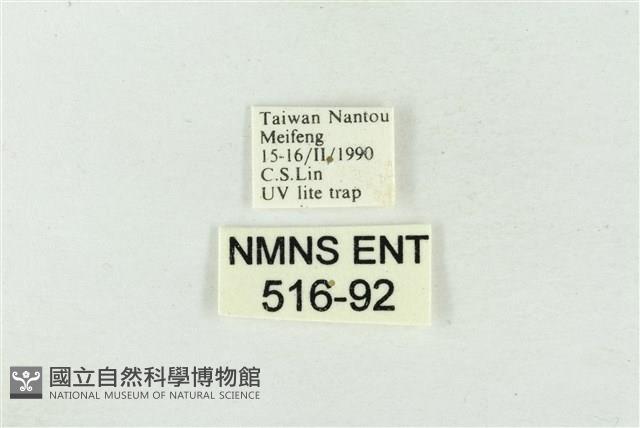 Taiwan Nantou
Meifeng
15-16/II/1990
C.S.Lin
UV lite trap
NMNS ENT
516-92
國立自然科學博物館
NATIONAL MUSEUM OF NATURAL SCIENCE